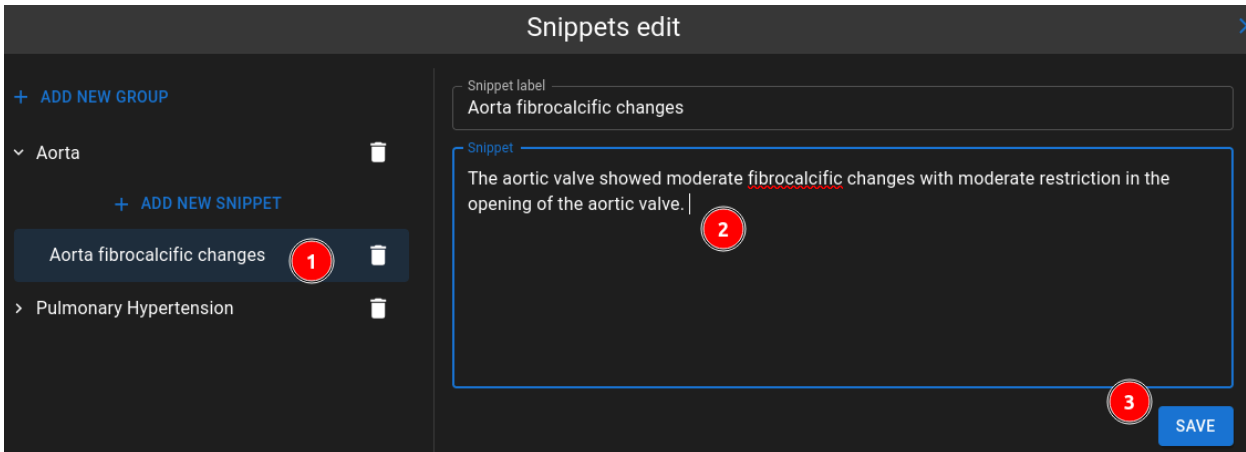 Snippets edit
+ ADD NEW GROUP
Aorta
+ ADD NEW SNIPPET
Aorta fibrocalcific changes
1
Pulmonary Hypertension
Snippet label
Aorta fibrocalcific changes
Snippet
The aortic valve showed moderate fibrocalcific changes with moderate restriction in the
opening of the aortic valve.
2
3
SAVE